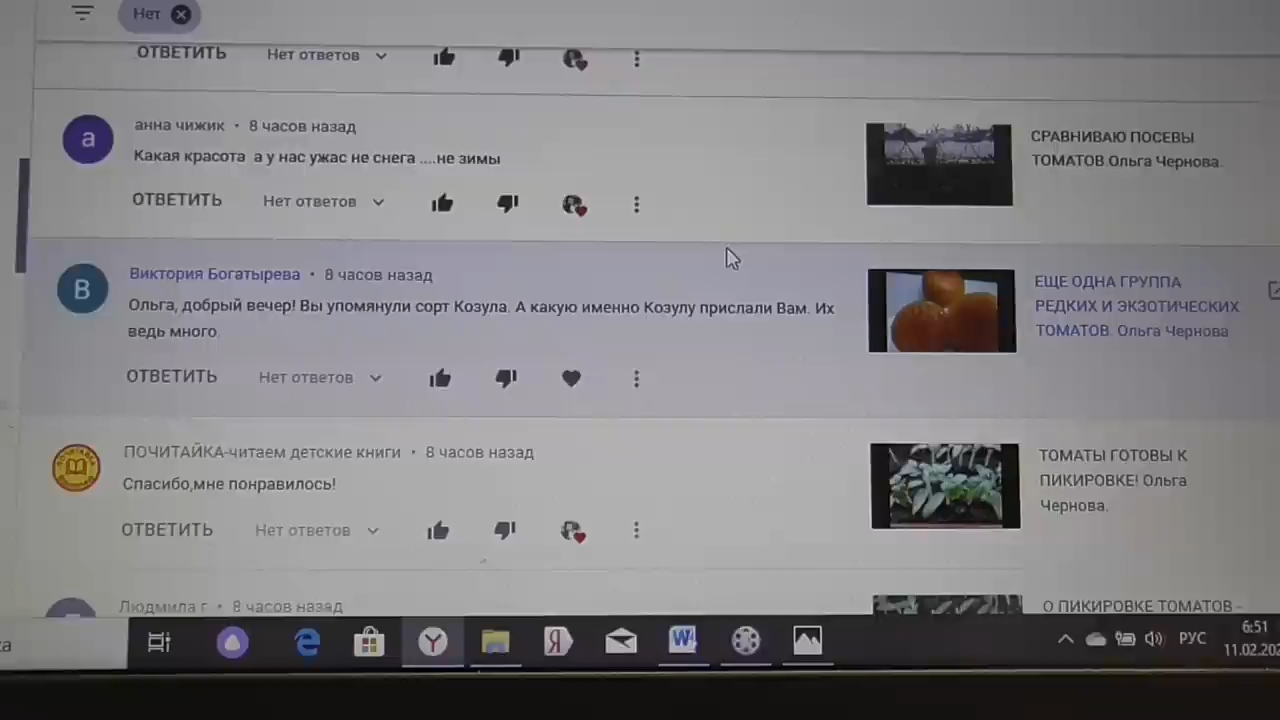 Нет
ОТВЕТИТЬ Нет ответов
анна чижик • 8 часов назад
Какая красота а у нас ужас не снега ....не зимы
ОТВЕТИТЬ Нет ответов
СРАВНИВАЮ ПОСЕВЫ
ТОМАТОВ.Ольга Чернова.
Виктория Богатырева • 8 часов назад
Ольга, добрый вечер! Вы упомянули сорт Козула. А какую именно Козулу прислали Вам. Их
ведь много.
ОТВЕТИТЬ Нет ответов
ЕЩЕ ОДНА ГРУППА
РЕДКИХ И ЭКЗОТИЧЕСКИХ
ТОМАТОВ. Ольга Чернова
ПОЧИТАЙКА-читаем детские книги • 8 часов назад
Спасибо,мне понравилось!
ОТВЕТИТЬ Нет ответов
ТОМАТЫ ГОТОВЫ К
ПИКИРОВКЕ! Ольга
Чернова.
Людмила г • 8 часов назад
О ПИКИРОВКЕ ТОМАТОВ -
РУС
6:51
11.02.202